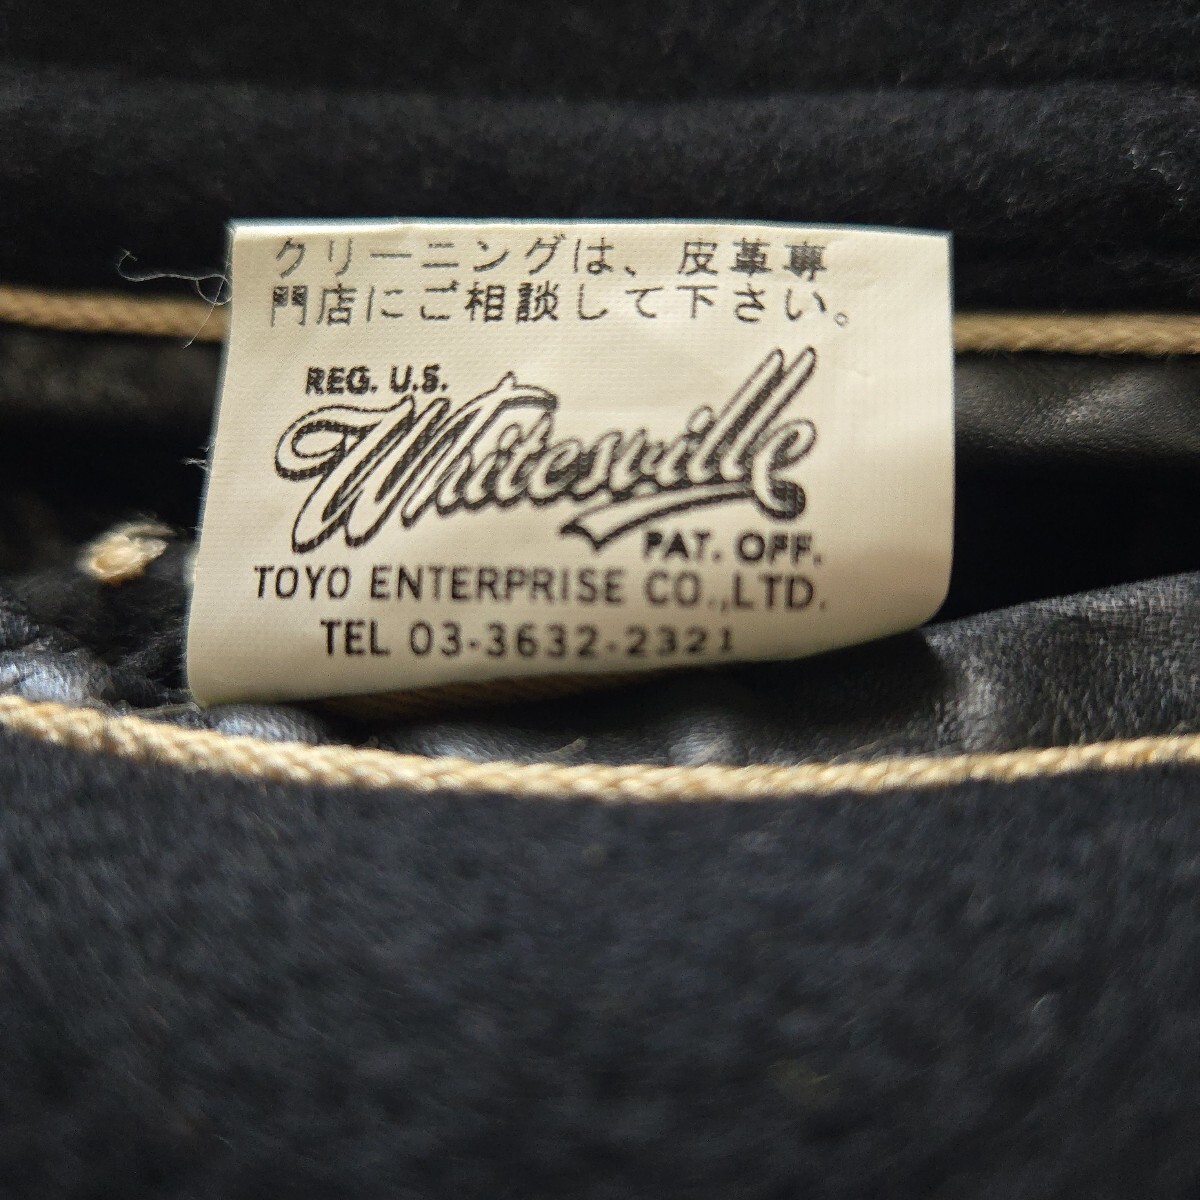 クリーニングは、皮革専
門店にご相談して下さい。
REG. U.S.
Whitesville
PAT. OFF.
TOYO ENTERPRISE CO.,LTD.
TEL 03-3632-2321